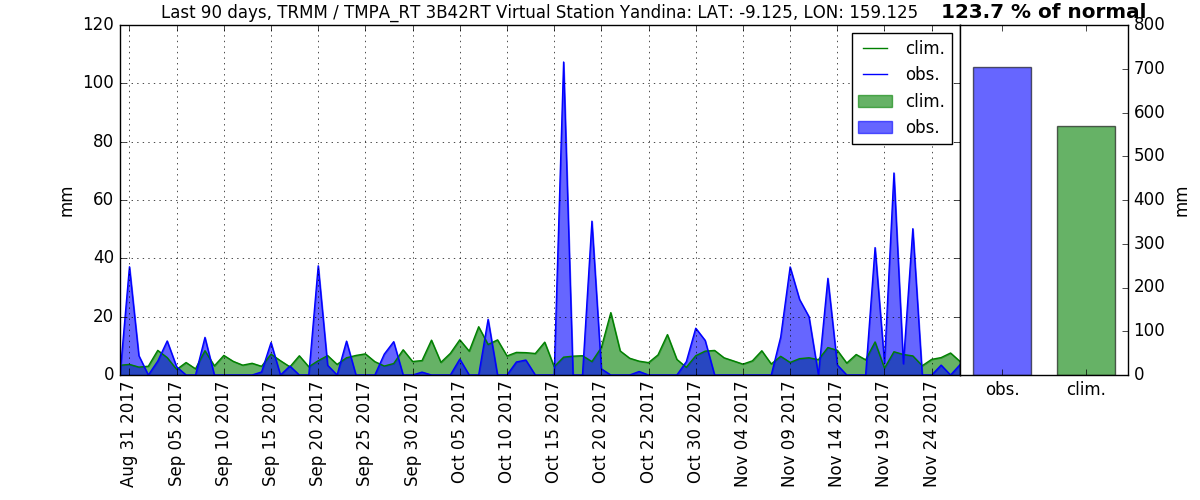 Last 90 days, TRMM / TMPA_RT 3B42RT Virtual Station Yandina: LAT: -9.125, LON: 159.125
123.7 % of normal
120
100
80
60
40
20
0
mm
clim.
obs.
clim.
obs.
800
700
600
500
400
300
200
100
0
mm
obs.
clim.
Aug 31 2017
Sep 05 2017
Sep 10 2017
Sep 15 2017
Sep 20 2017
Sep 25 2017
Sep 30 2017
Oct 05 2017
Oct 10 2017
Oct 15 2017
Oct 20 2017
Oct 25 2017
Oct 30 2017
Nov 04 2017
Nov 09 2017
Nov 14 2017
Nov 19 2017
Nov 24 2017